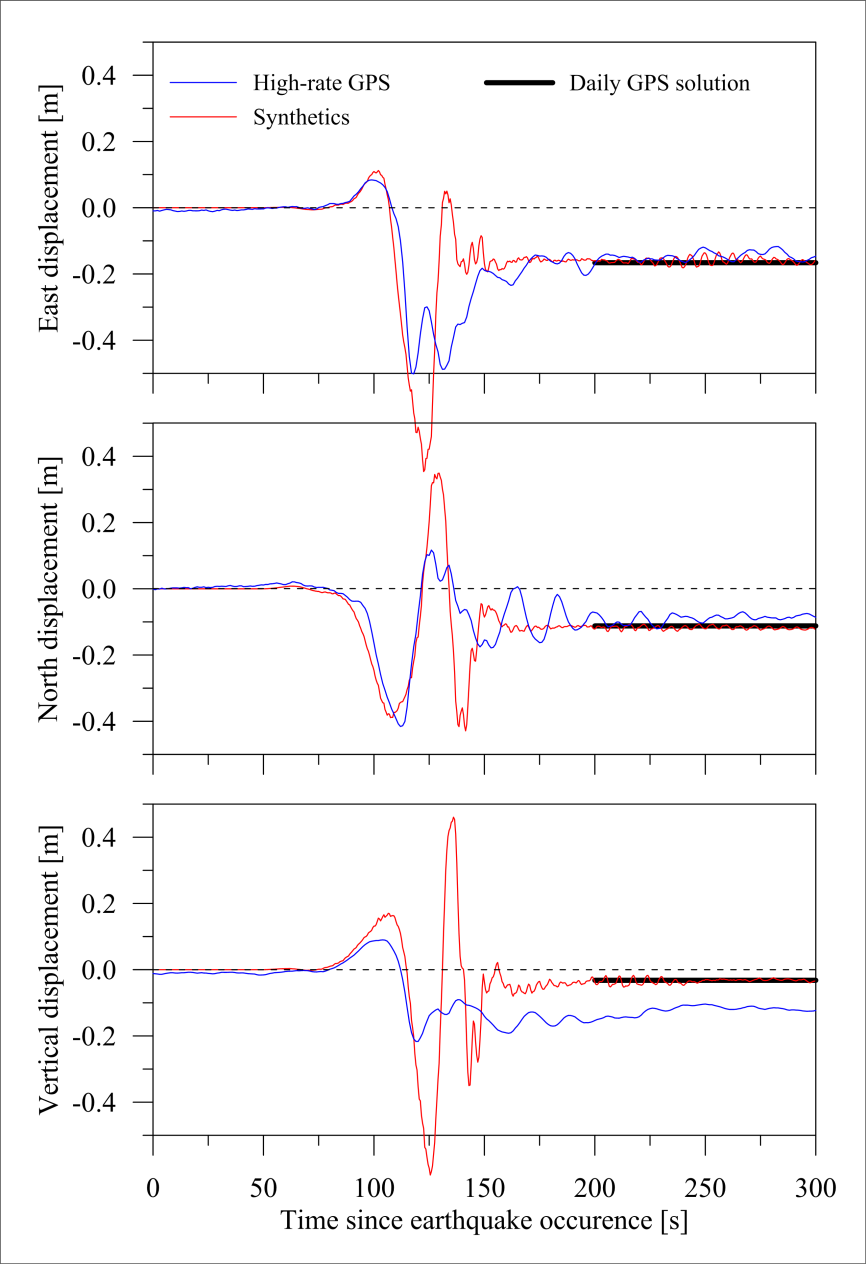 High-rate GPS
Daily GPS solution
Synthetics
East displacement [m]
0.4
0.2
0.0
-0.2
-0.4
North displacement [m]
0.4
0.2
0.0
-0.2
-0.4
Vertical displacement [m]
0.4
0.2
0.0
-0.2
-0.4
0 50 100 150 200 250 300
Time since earthquake occurence [s]